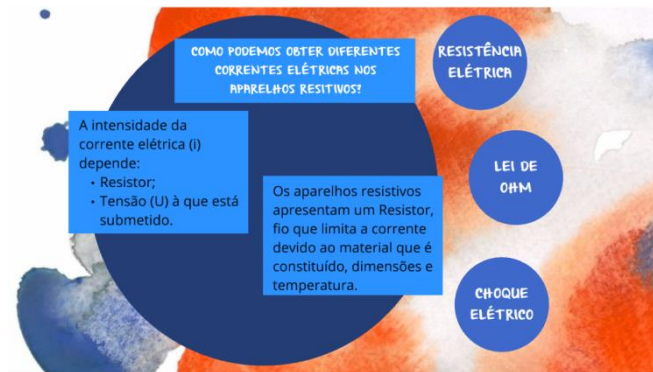 COMO PODEMOS OBTER DIFERENTES
CORRENTES ELÉTRICAS NOS
APARELHOS RESITIVOS?
A intensidade da
corrente elétrica (i)
depende:
• Resistor;
• Tensão (U) à que está
submetido.
Os aparelhos resistivos
apresentam um Resistor,
fio que limita a corrente
devido ao material que é
constituído, dimensões e
temperatura.
RESISTÊNCIA
ELÉTRICA
LEI DE
OHM
CHOQUE
ELÉTRICO